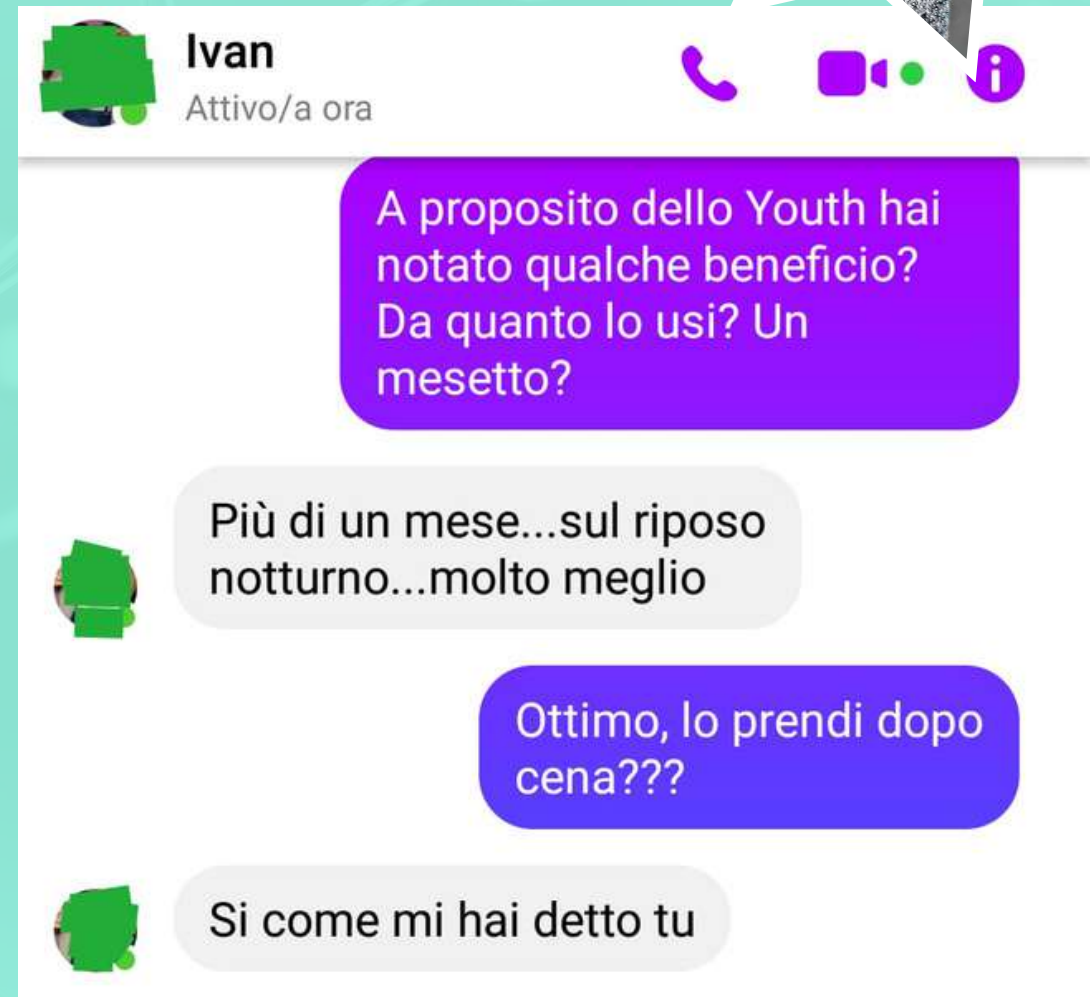 Ivan
Attivo/a ora
A proposito dello Youth hai
notato qualche beneficio?
Da quanto lo usi? Un
mesetto?
Più di un mese...sul riposo
notturno...molto meglio
Ottimo, lo prendi dopo
cena???
Si come mi hai detto tu